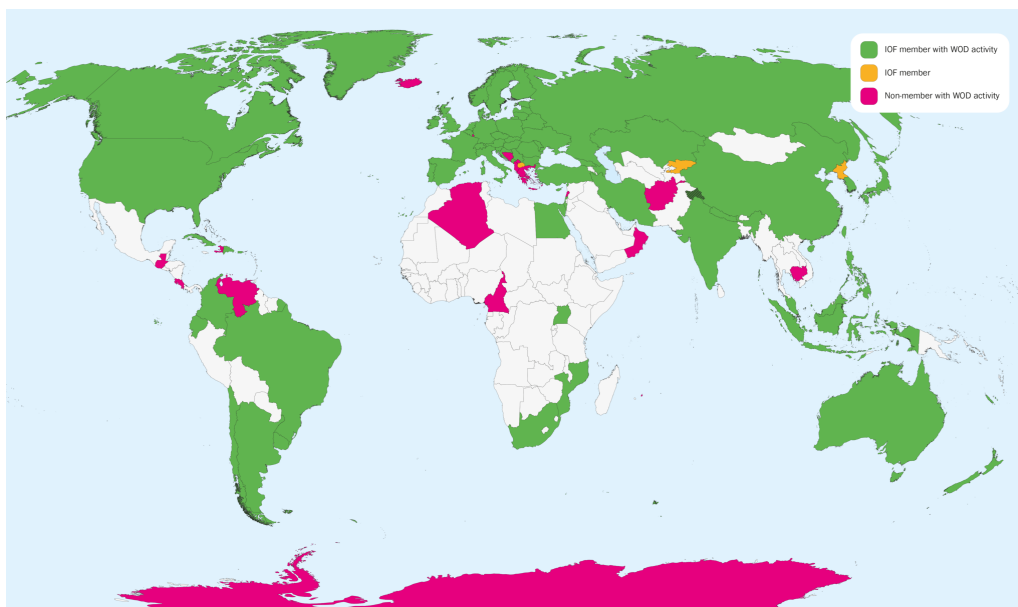 IOF member with WOD activity
IOF member
Non-member with WOD activity